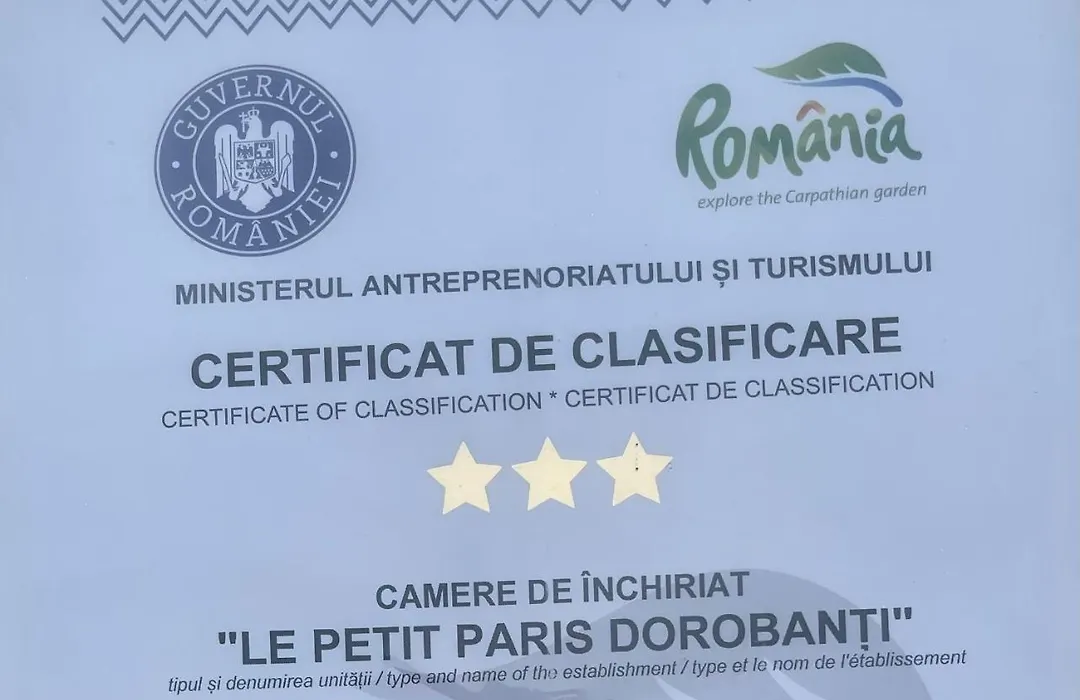 GUVERNUL
ROMÂNIEI
România
explore the Carpathian garden
MINISTERUL ANTREPRENORIATULUI ȘI TURISMULUI
CERTIFICAT DE CLASIFICARE
CERTIFICATE OF CLASSIFICATION * CERTIFICAT DE CLASSIFICATION
CAMERE DE ÎNCHIRIAT
"LE PETIT PARIS DOROBANȚI"
tipul și denumirea unității / type and name of the establishment / type et le nom de l'établissement